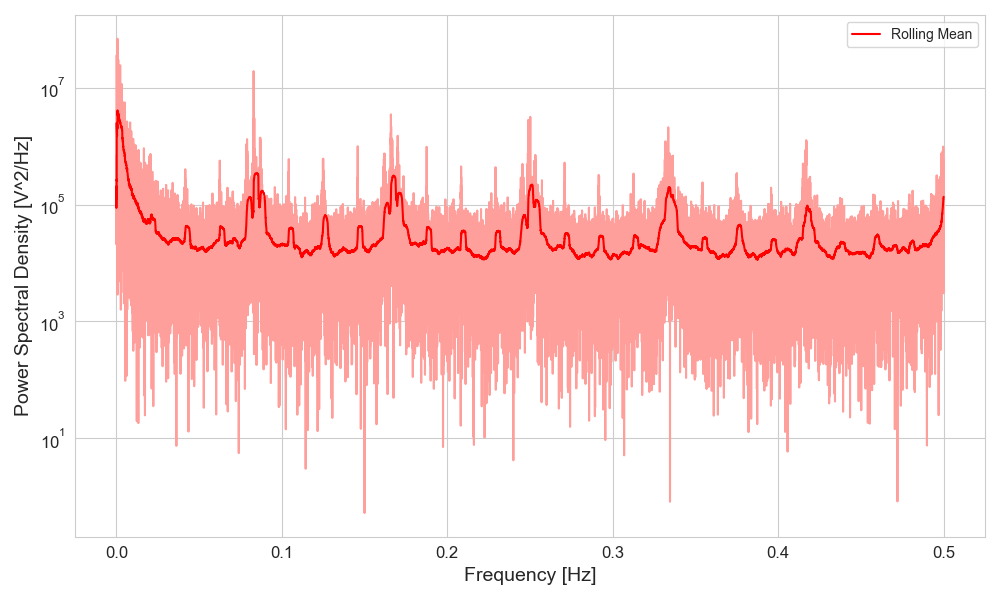 Rolling Mean
Power Spectral Density [V^2/Hz]
10^7
10^5
10^3
10^1
0.0 0.1 0.2 0.3 0.4 0.5
Frequency [Hz]